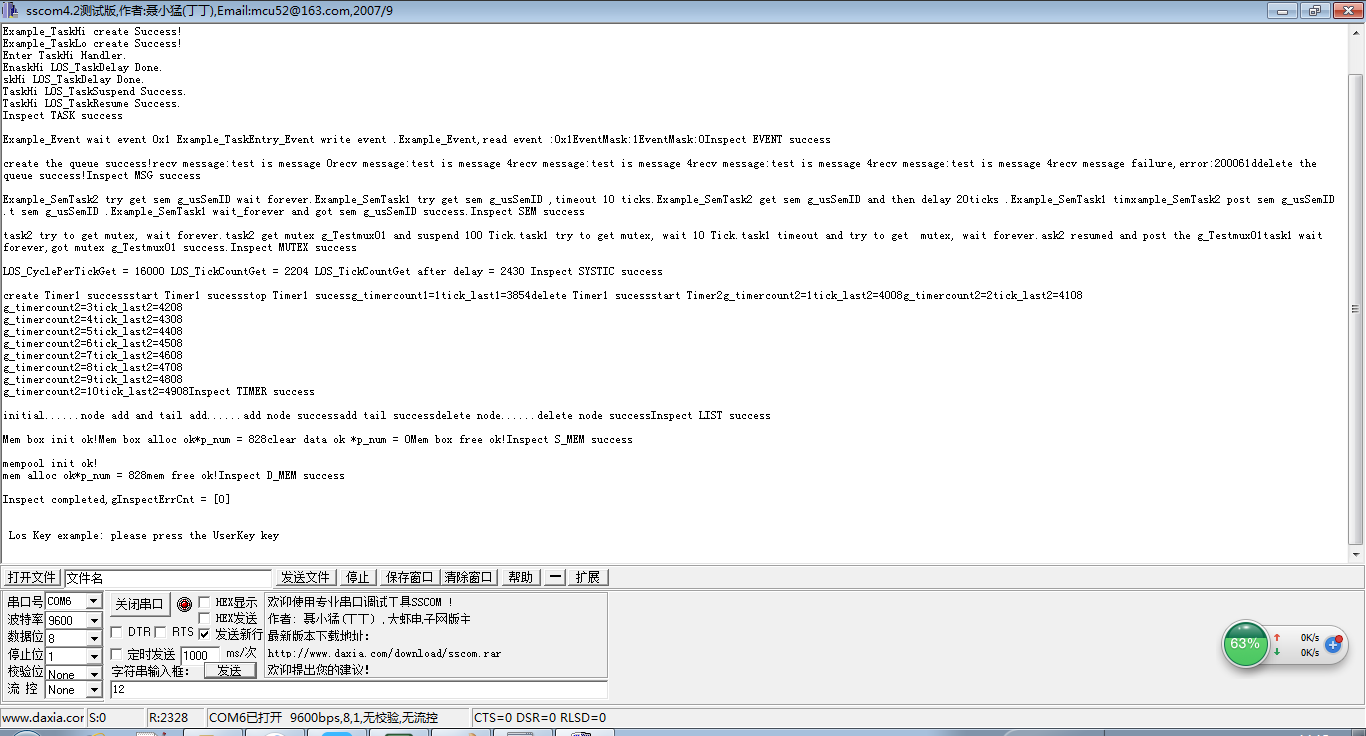 sscom4.2测试版,作者:聂小猛(丁丁),Email:mcu52@163.com,2007/9
Example_TaskHi create Success!
Example_TaskLo create Success!
Enter TaskHi Handler.
EnaskHi LOS_TaskDelay Done.
skHi LOS_TaskDelay Done.
TaskHi LOS_TaskSuspend Success.
TaskHi LOS_TaskResume Success.
Inspect TASK success
Example_Event wait event 0x1 Example_TaskEntry_Event write event .Example_Event,read event :0x1EventMask:1EventMask:0Inspect EVENT success
create the queue success!recv message:test is message 0recv message:test is message 4recv message:test is message 4recv message:test is message 4recv message:test is message 4recv message failure,error:200061ddelete the
queue success!Inspect MSG success
Example_SemTask2 try get sem g_usSemID wait forever.Example_SemTask1 try get sem g_usSemID ,timeout 10 ticks.Example_SemTask2 get sem g_usSemID and then delay 20ticks .Example_SemTask1 timxample_SemTask2 post sem g_usSemID
.t sem g_usSemID .Example_SemTask1 wait_forever and got sem g_usSemID success.Inspect SEM success
task2 try to get mutex, wait forever.task2 get mutex g_Testmux01 and suspend 100 Tick.task1 try to get mutex, wait 10 Tick.task1 timeout and try to get  mutex, wait forever.ask2 resumed and post the g_Testmux01task1 wait
forever,got mutex g_Testmux01 success.Inspect MUTEX success
LOS_CyclePerTickGet = 16000 LOS_TickCountGet = 2204 LOS_TickCountGet after delay = 2430 Inspect SYSTIC success
create Timer1 successstart Timer1 sucessstop Timer1 sucessg_timercount1=1tick_last1=3854delete Timer1 sucessstart Timer2g_timercount2=1tick_last2=4008g_timercount2=2tick_last2=4108
g_timercount2=3tick_last2=4208
g_timercount2=4tick_last2=4308
g_timercount2=5tick_last2=4408
g_timercount2=6tick_last2=4508
g_timercount2=7tick_last2=4608
g_timercount2=8tick_last2=4708
g_timercount2=9tick_last2=4808
g_timercount2=10tick_last2=4908Inspect TIMER success
initial......node add and tail add......add node successadd tail successdelete node......delete node successInspect LIST success
Mem box init ok!Mem box alloc ok*p_num = 828clear data ok *p_num = 0Mem box free ok!Inspect S_MEM success
mempool init ok!
mem alloc ok*p_num = 828mem free ok!Inspect D_MEM success
Inspect completed,gInspectErrCnt = [0]
Los Key example: please press the UserKey key
打开文件 文件名 发送文件 停止 保存窗口 清除窗口 帮助 一 扩展
串口号 COM6 关闭串口 HEX显示
波特率 9600 HEX发送
数据位 8 DTR RTS 发送新行
停止位 1 定时发送 1000 ms/次
校验位 None 字符串输入框: 发送
流 控 None 12
欢迎使用专业串口调试工具SSCOM !
作者: 聂小猛(丁丁),大虾电子网版主
最新版本下载地址:
http://www.daxia.com/download/sscom.rar
欢迎提出您的建议!
63% 0K/s
0K/s
www.daxia.cor S:0 R:2328 COM6已打开 9600bps,8,1,无校验,无流控 CTS=0 DSR=0 RLSD=0